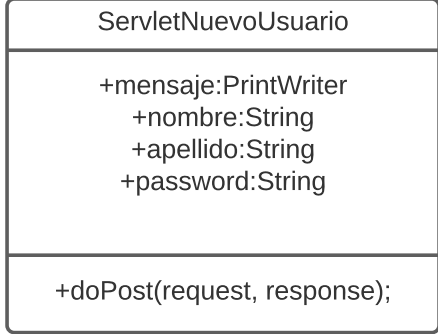 ServletNuevoUsuario
+mensaje:PrintWriter
+nombre:String
+apellido:String
+password:String
+doPost(request, response);